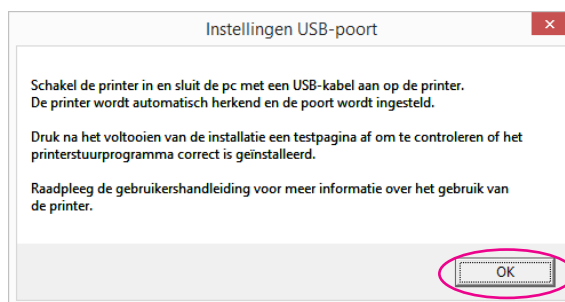 Instellingen USB-poort
Schakel de printer in en sluit de pc met een USB-kabel aan op de printer.
De printer wordt automatisch herkend en de poort wordt ingesteld.
Druk na het voltooien van de installatie een testpagina af om te controleren of het
printerstuurprogramma correct is geïnstalleerd.
Raadpleeg de gebruikershandleiding voor meer informatie over het gebruik van
de printer.
OK